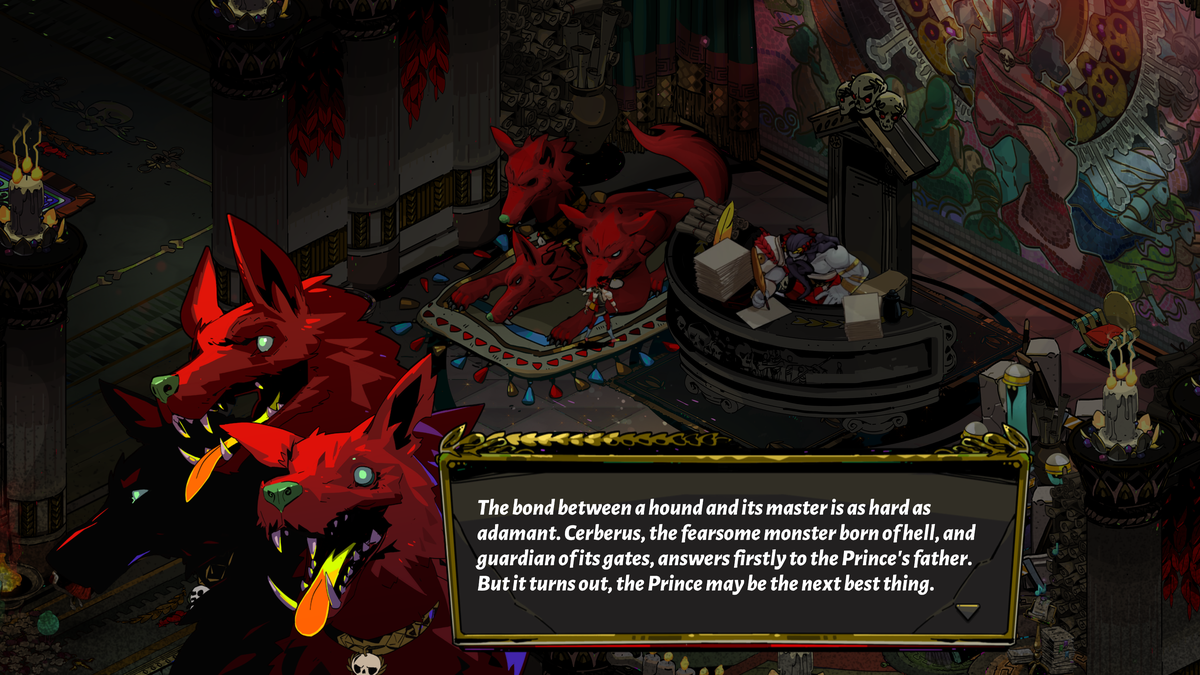 The bond between a hound and its master is as hard as
adamant. Cerberus, the fearsome monster born of hell, and
guardian of its gates, answers firstly to the Prince's father.
But it turns out, the Prince may be the next best thing.